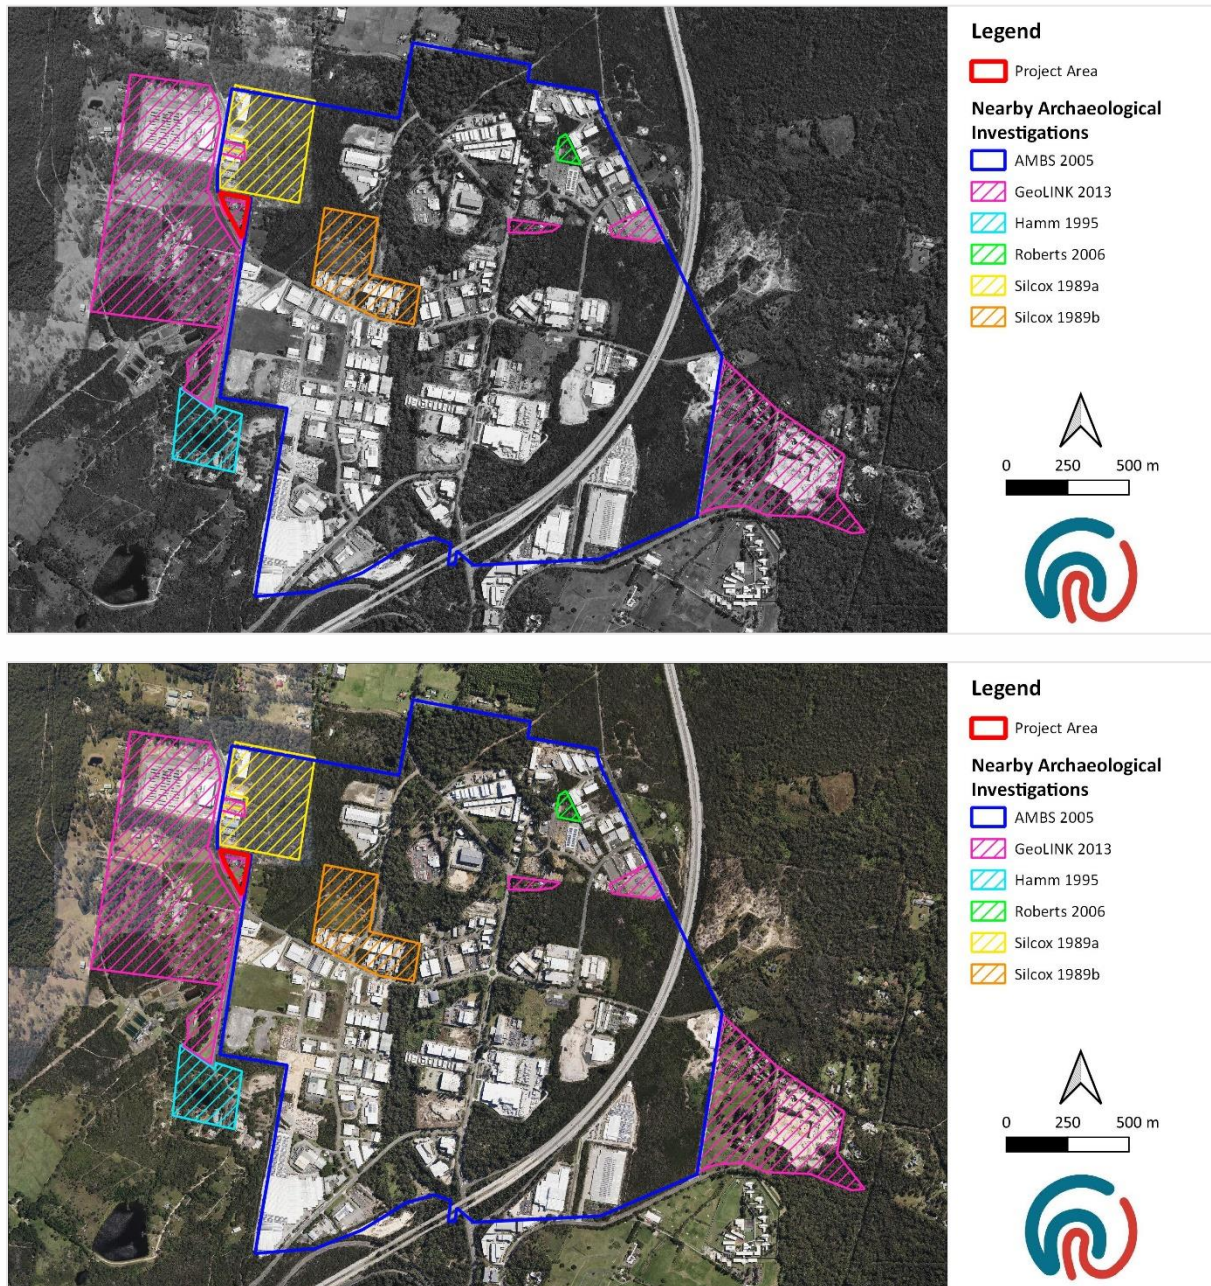 Legend
Project Area
Nearby Archaeological
Investigations
AMBS 2005
GeoLINK 2013
Hamm 1995
Roberts 2006
Silcox 1989a
Silcox 1989b
0 250 500 m
Legend
Project Area
Nearby Archaeological
Investigations
AMBS 2005
GeoLINK 2013
Hamm 1995
Roberts 2006
Silcox 1989a
Silcox 1989b
0 250 500 m